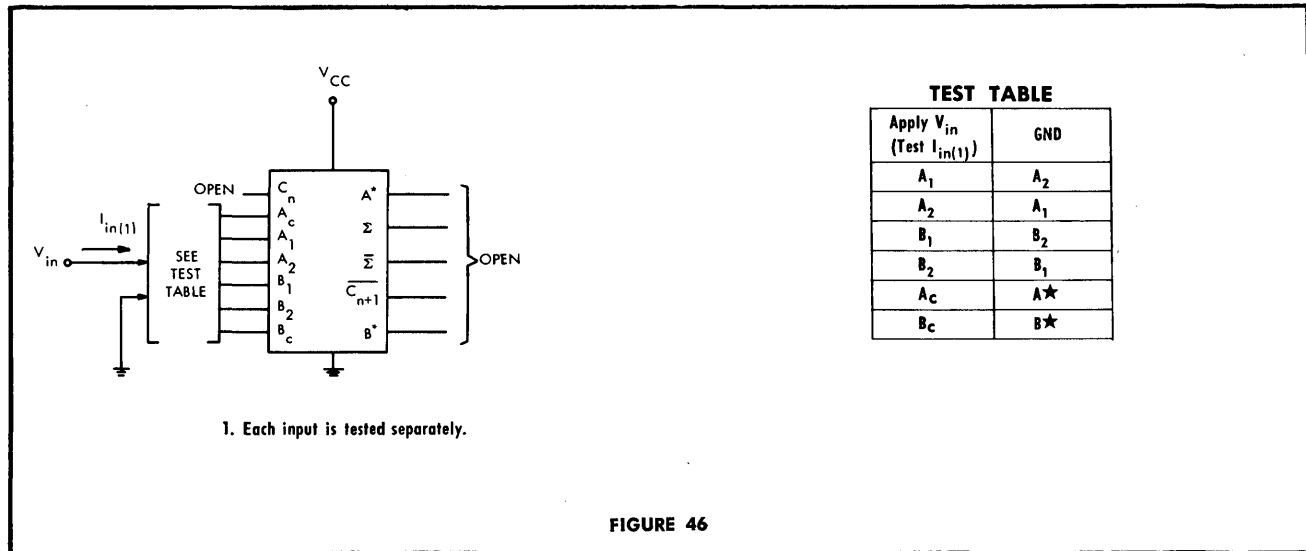 V_CC
OPEN
C_n
A_c
A_1
A_2
B_1
B_2
B_c
A*
Σ
Σ̅
C̅_n̅+̅1̅
B*
OPEN
I_in(1)
V_in
SEE
TEST
TABLE
1. Each input is tested separately.
TEST TABLE
Apply V_in (Test I_in(1)) GND
A_1 A_2
A_2 A_1
B_1 B_2
B_2 B_1
A_c A★
B_c B★
FIGURE 46